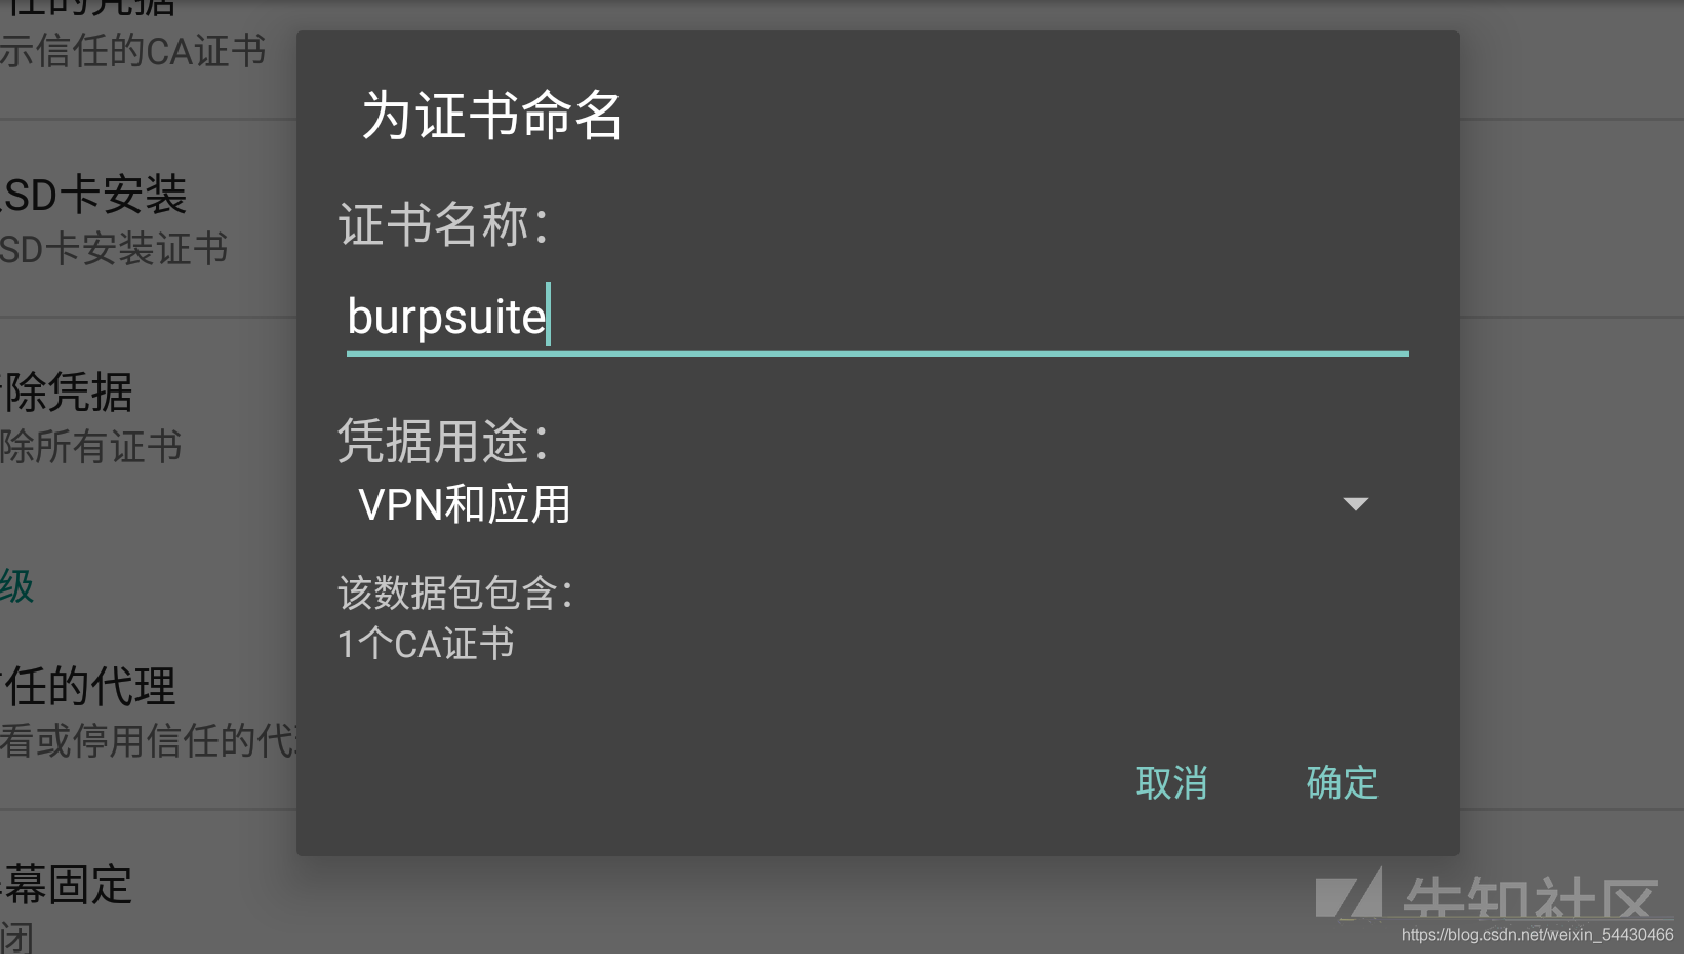 任的凭据
示信任的CA证书
SD卡安装
SD卡安装证书
除凭据
除所有证书
级
任的代理
看或停用信任的代
幕固定
闭
为证书命名
证书名称：
burpsuite
凭据用途：
VPN和应用
该数据包包含：
1个CA证书
取消
确定
先知社区
https://blog.csdn.net/weixin_54430466